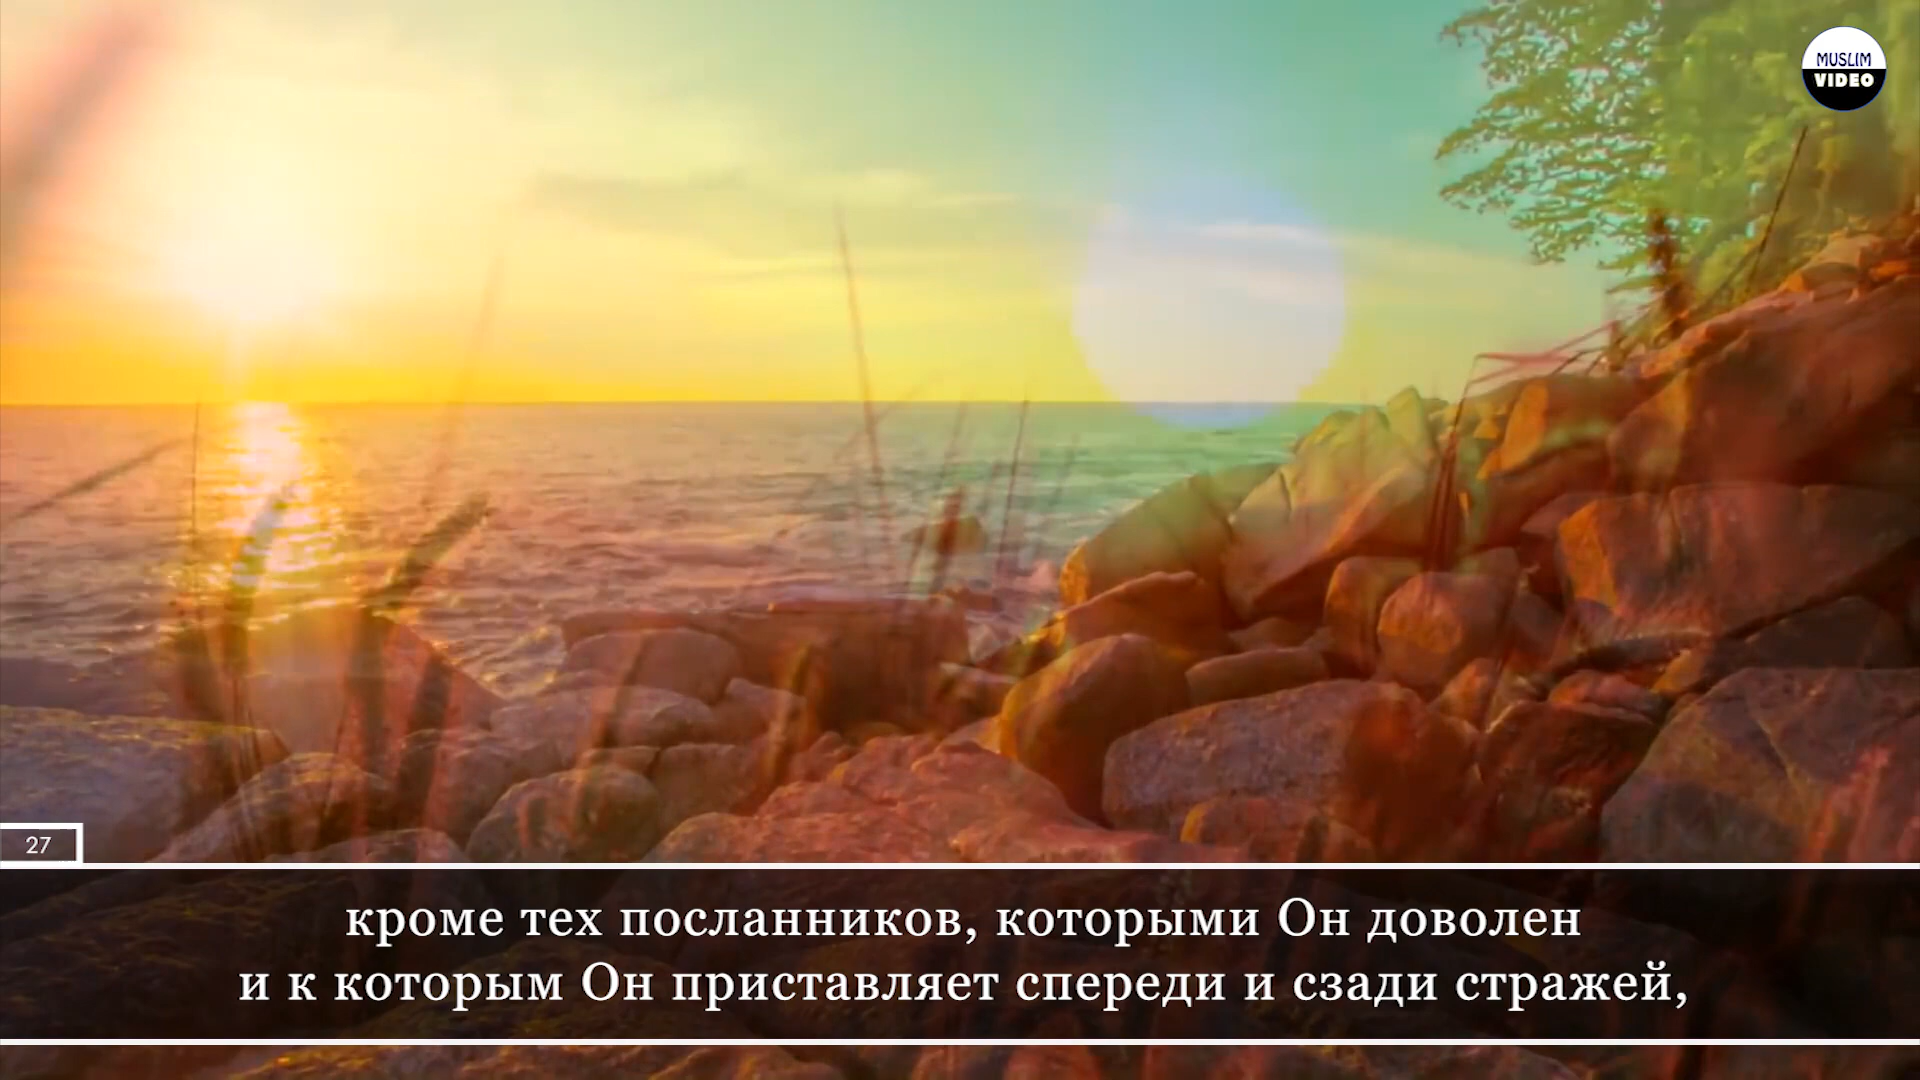 MUSLIM
VIDEO
27
кроме тех посланников, которыми Он доволен
и к которым Он приставляет спереди и сзади стражей,